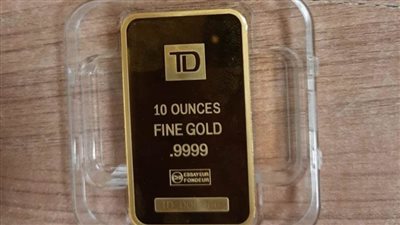 TD
10 OUNCES
FINE GOLD
.9999
ESSAYEUR
FONDEUR